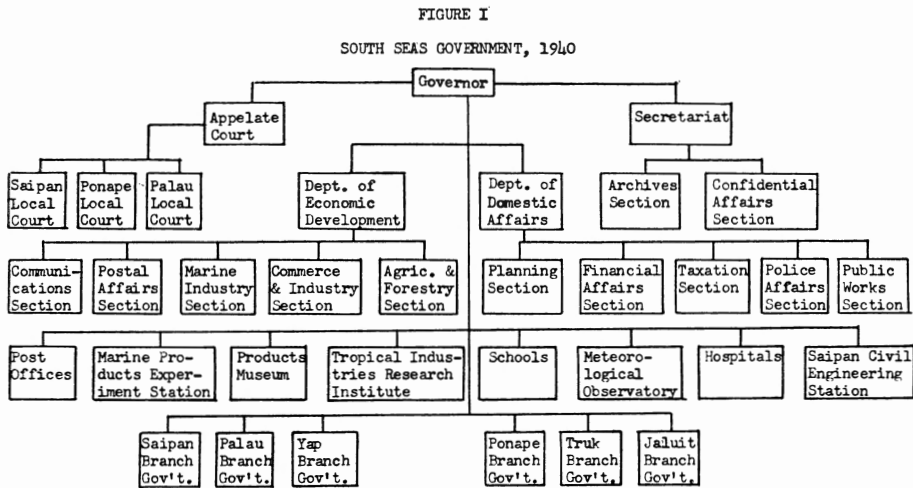 FIGURE I
SOUTH SEAS GOVERNMENT, 1940
Governor
Appelate
Court
Secretariat
Saipan
Local
Court
Ponape
Local
Court
Palau
Local
Court
Dept. of
Economic
Development
Dept. of
Domestic
Affairs
Archives
Section
Confidential
Affairs
Section
Communi-
cations
Section
Postal
Affairs
Section
Marine
Industry
Section
Commerce
& Industry
Section
Agric. &
Forestry
Section
Planning
Section
Financial
Affairs
Section
Taxation
Section
Police
Affairs
Section
Public
Works
Section
Post
Offices
Marine Pro-
ducts Exper-
iment Station
Products
Museum
Tropical Indus-
tries Research
Institute
Schools
Meteoro-
logical
Observatory
Hospitals
Saipan Civil
Engineering
Station
Saipan
Branch
Gov't.
Palau
Branch
Gov't.
Yap
Branch
Gov't.
Ponape
Branch
Gov't.
Truk
Branch
Gov't.
Jaluit
Branch
Gov't.